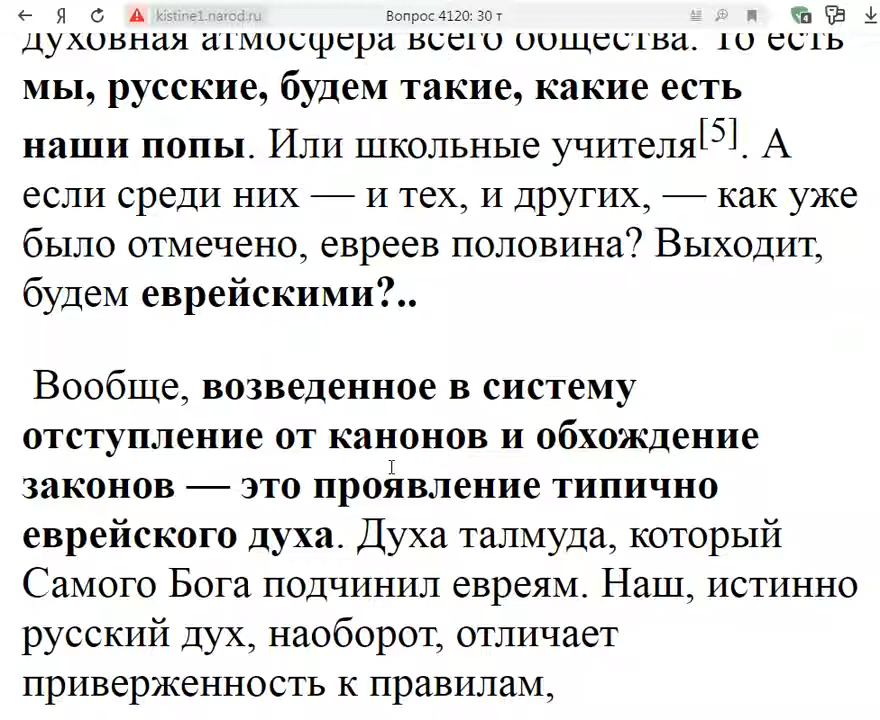 kistine1.narod.ru
Вопрос 4120: 30 т
духовная атмосфера всего общества. То есть
мы, русские, будем такие, какие есть
наши попы. Или школьные учителя[5]. А
если среди них — и тех, и других, — как уже
было отмечено, евреев половина? Выходит,
будем еврейскими?..
Вообще, возведенное в систему
отступление от канонов и обхождение
законов — это проявление типично
еврейского духа. Духа талмуда, который
Самого Бога подчинил евреям. Наш, истинно
русский дух, наоборот, отличает
приверженность к правилам,